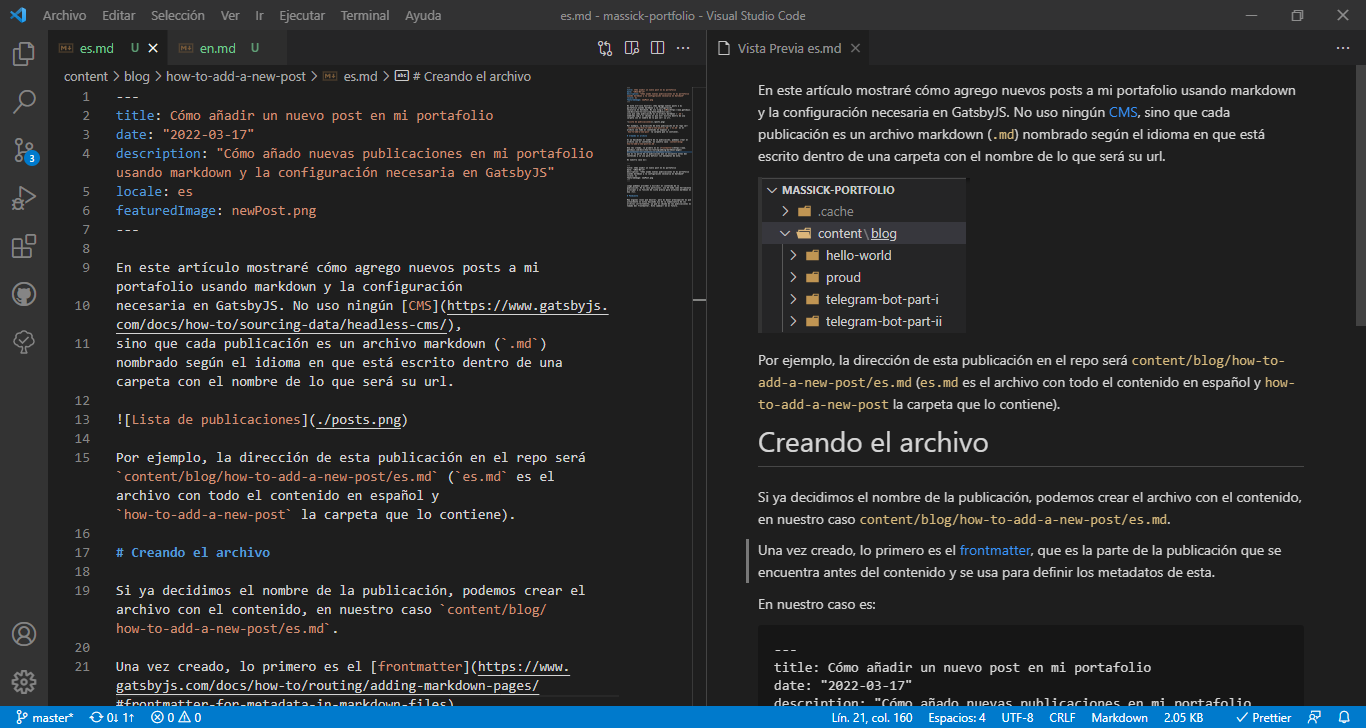 Archivo Editar Selección Ver Ir Ejecutar Terminal Ayuda
es.md - massick-portfolio - Visual Studio Code
es.md U
en.md U
content > blog > how-to-add-a-new-post > es.md > # Creando el archivo
1 ---
2 title: Cómo añadir un nuevo post en mi portafolio
3 date: "2022-03-17"
4 description: "Cómo añado nuevas publicaciones en mi portafolio
usando markdown y la configuración necesaria en GatsbyJS"
5 locale: es
6 featuredImage: newPost.png
7 ---
8
9 En este artículo mostraré cómo agrego nuevos posts a mi
portafolio usando markdown y la configuración
10 necesaria en GatsbyJS. No uso ningún [CMS](https://www.gatsbyjs.
com/docs/how-to/sourcing-data/headless-cms/),
11 sino que cada publicación es un archivo markdown (`.md`)
nombrado según el idioma en que está escrito dentro de una
carpeta con el nombre de lo que será su url.
12
13 ![Lista de publicaciones](./posts.png)
14
15 Por ejemplo, la dirección de esta publicación en el repo será
`content/blog/how-to-add-a-new-post/es.md` (`es.md` es el
archivo con todo el contenido en español y
`how-to-add-a-new-post` la carpeta que lo contiene).
16
17 # Creando el archivo
18
19 Si ya decidimos el nombre de la publicación, podemos crear el
archivo con el contenido, en nuestro caso `content/blog/
how-to-add-a-new-post/es.md`.
20
21 Una vez creado, lo primero es el [frontmatter](https://www.
gatsbyjs.com/docs/how-to/routing/adding-markdown-pages/
#frontmatter-for-metadata-in-markdown-files)
Vista Previa es.md
En este artículo mostraré cómo agrego nuevos posts a mi portafolio usando markdown
y la configuración necesaria en GatsbyJS. No uso ningún CMS, sino que cada
publicación es un archivo markdown (.md) nombrado según el idioma en que está
escrito dentro de una carpeta con el nombre de lo que será su url.
MASSICK-PORTFOLIO
.cache
content\blog
hello-world
proud
telegram-bot-part-i
telegram-bot-part-ii
Por ejemplo, la dirección de esta publicación en el repo será content/blog/how-to-
add-a-new-post/es.md (es.md es el archivo con todo el contenido en español y how-
to-add-a-new-post la carpeta que lo contiene).
Creando el archivo
Si ya decidimos el nombre de la publicación, podemos crear el archivo con el contenido,
en nuestro caso content/blog/how-to-add-a-new-post/es.md.
Una vez creado, lo primero es el frontmatter, que es la parte de la publicación que se
encuentra antes del contenido y se usa para definir los metadatos de esta.
En nuestro caso es:
---
title: Cómo añadir un nuevo post en mi portafolio
date: "2022-03-17"
description: "Cómo añado nuevas publicaciones en mi portafolio
3
master* 0↓ 1↑ 0 0
Lín. 21, col. 160 Espacios: 4 UTF-8 CRLF Markdown 2.05 KB Prettier